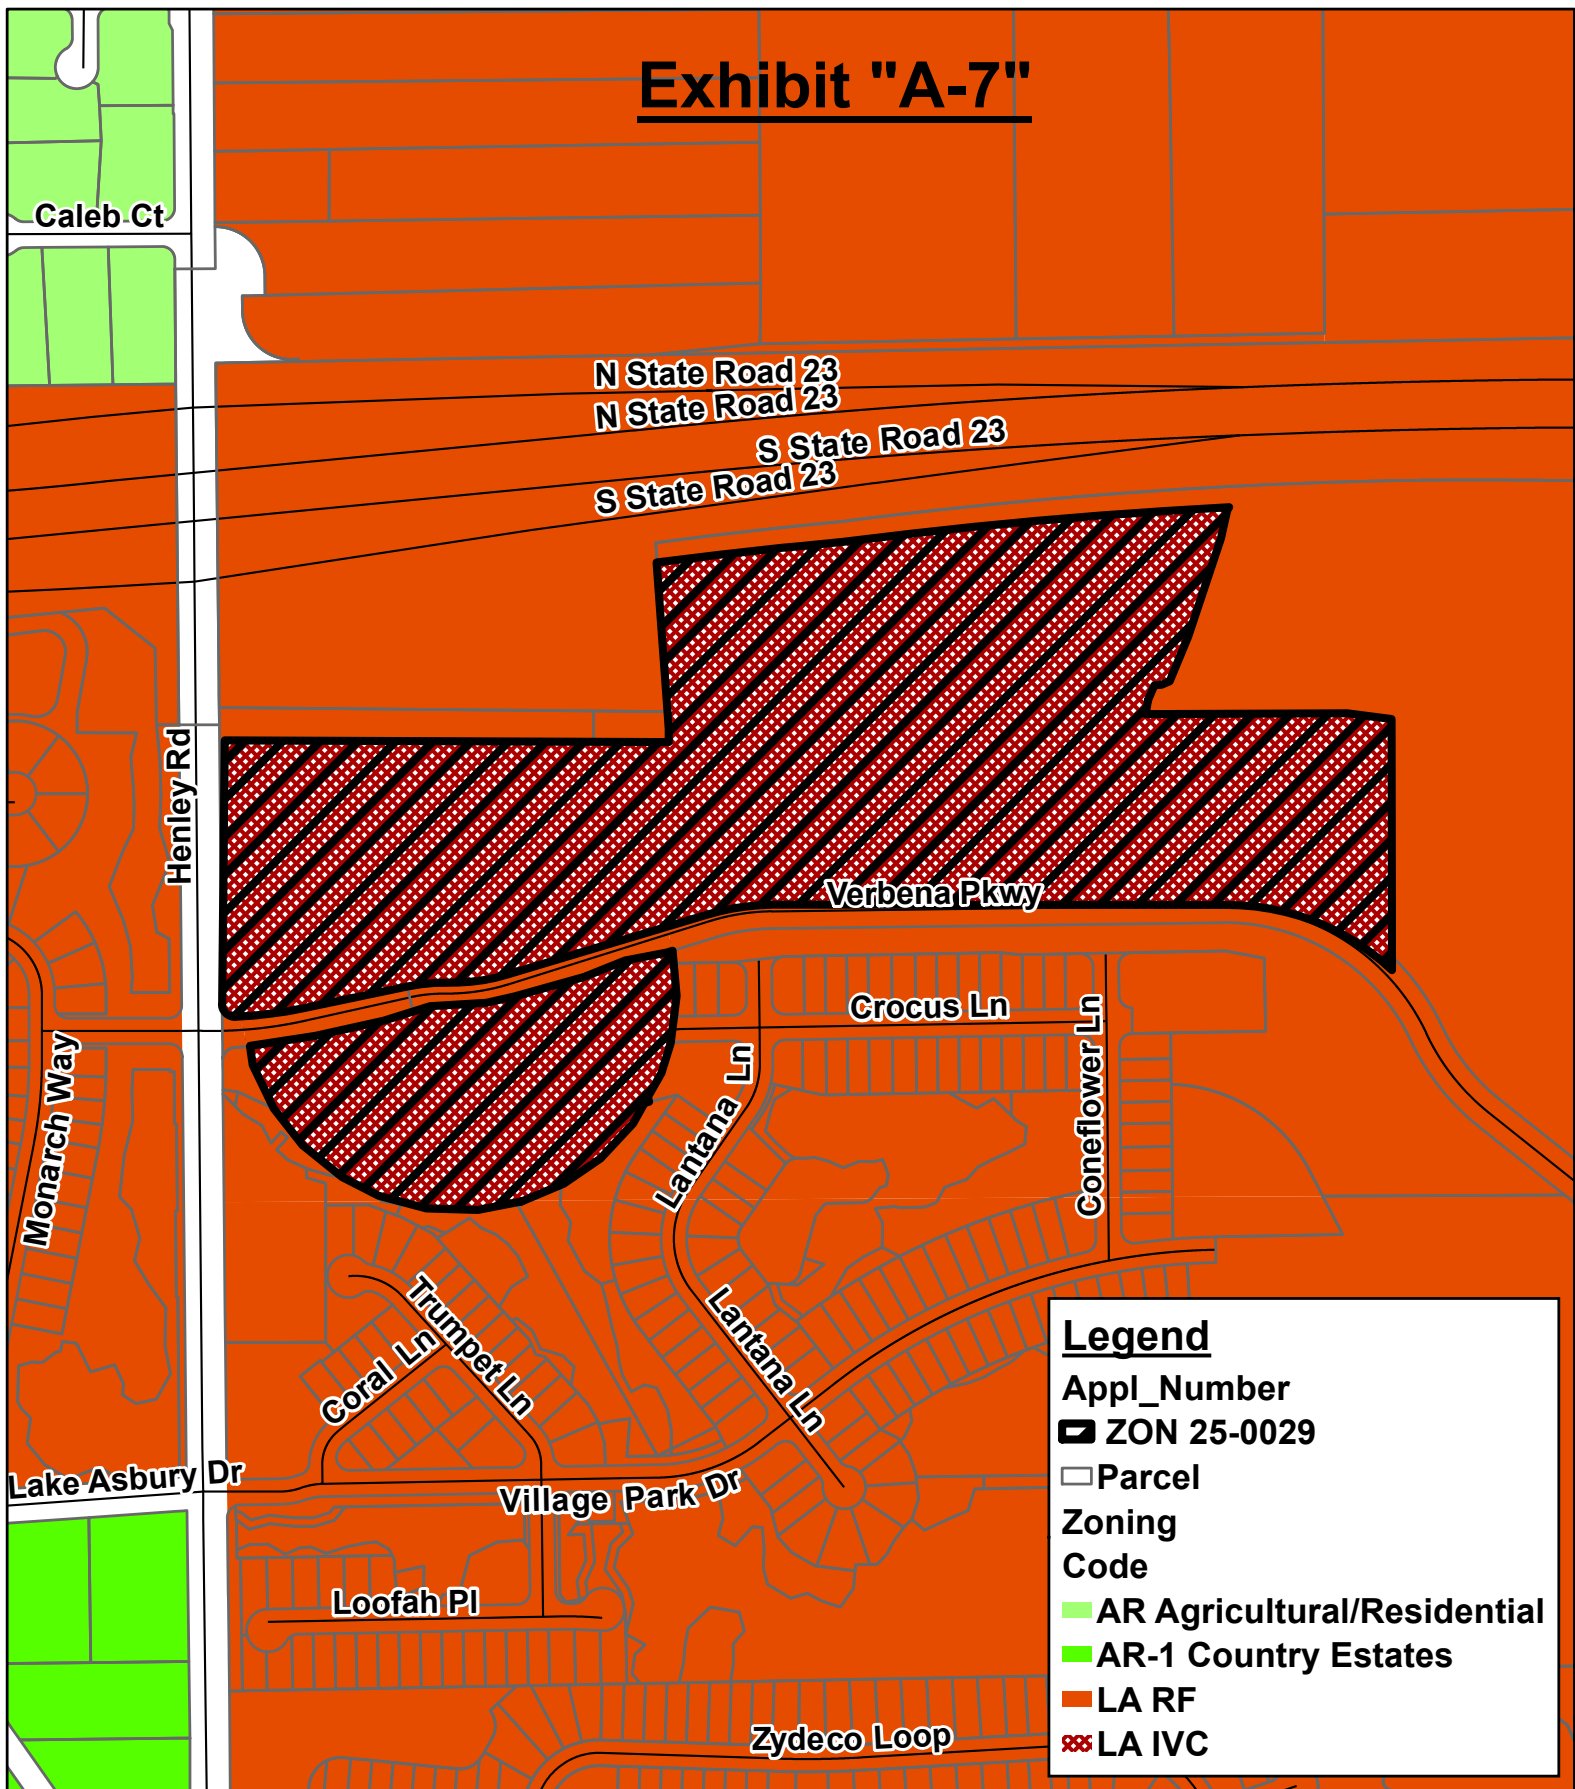 Exhibit "A-7"
Caleb Ct
N State Road 23
N State Road 23
S State Road 23
S State Road 23
Henley Rd
Verbena Pkwy
Crocus Ln
Coneflower Ln
Lantana Ln
Monarch Way
Trumpet Ln
Coral Ln
Lantana Ln
Lake Asbury Dr
Village Park Dr
Loofah Pl
Zydeco Loop
Legend
Appl_Number
ZON 25-0029
Parcel
Zoning
Code
AR Agricultural/Residential
AR-1 Country Estates
LA RF
LA IVC